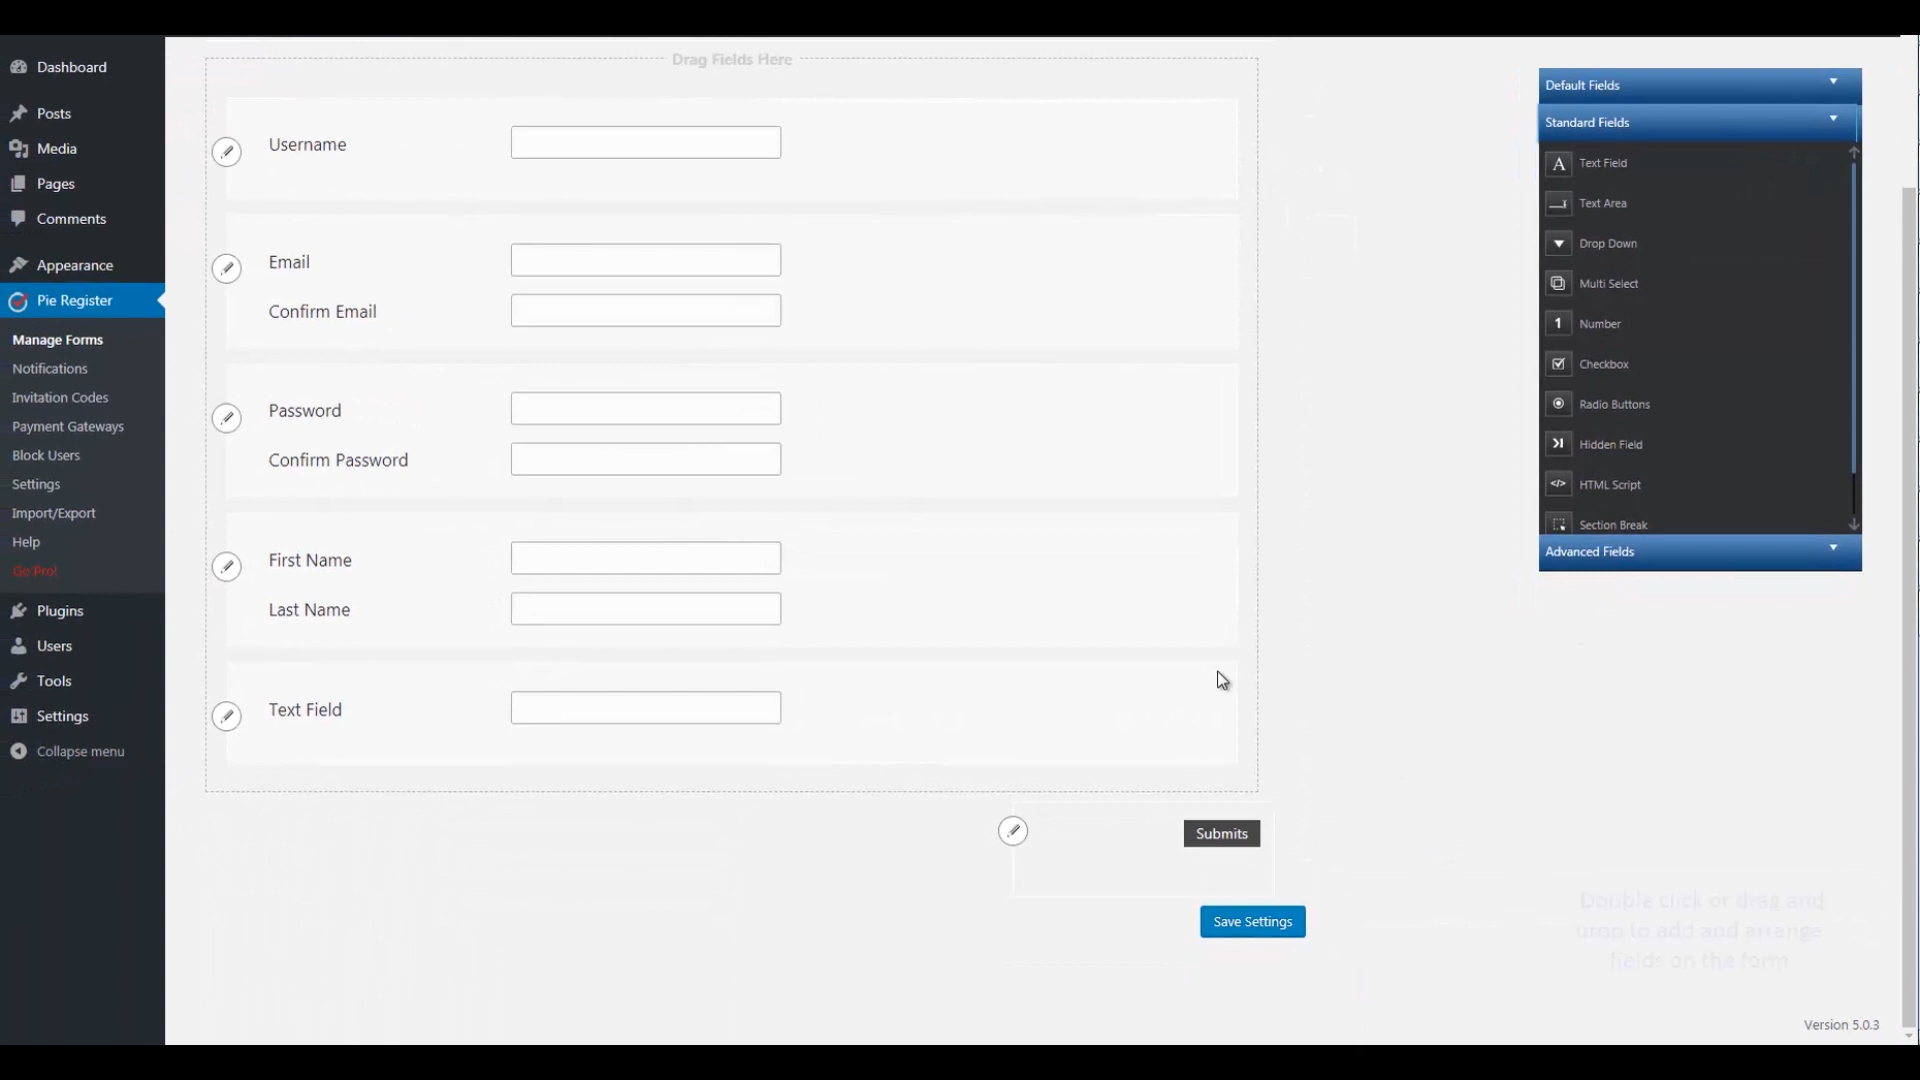 Dashboard
Posts
Media
Pages
Comments
Appearance
Pie Register
Manage Forms
Notifications
Invitation Codes
Payment Gateways
Block Users
Settings
Import/Export
Help
Go Pro!
Plugins
Users
Tools
Settings
Collapse menu
Drag Fields Here
Username
Email
Confirm Email
Password
Confirm Password
First Name
Last Name
Text Field
Submits
Save Settings
Default Fields
Standard Fields
A Text Field
Text Area
Drop Down
Multi Select
1 Number
Checkbox
Radio Buttons
Hidden Field
</> HTML Script
Section Break
Advanced Fields
Double click or drag and
drop to add and arrange
fields on the form
Version 5.0.3